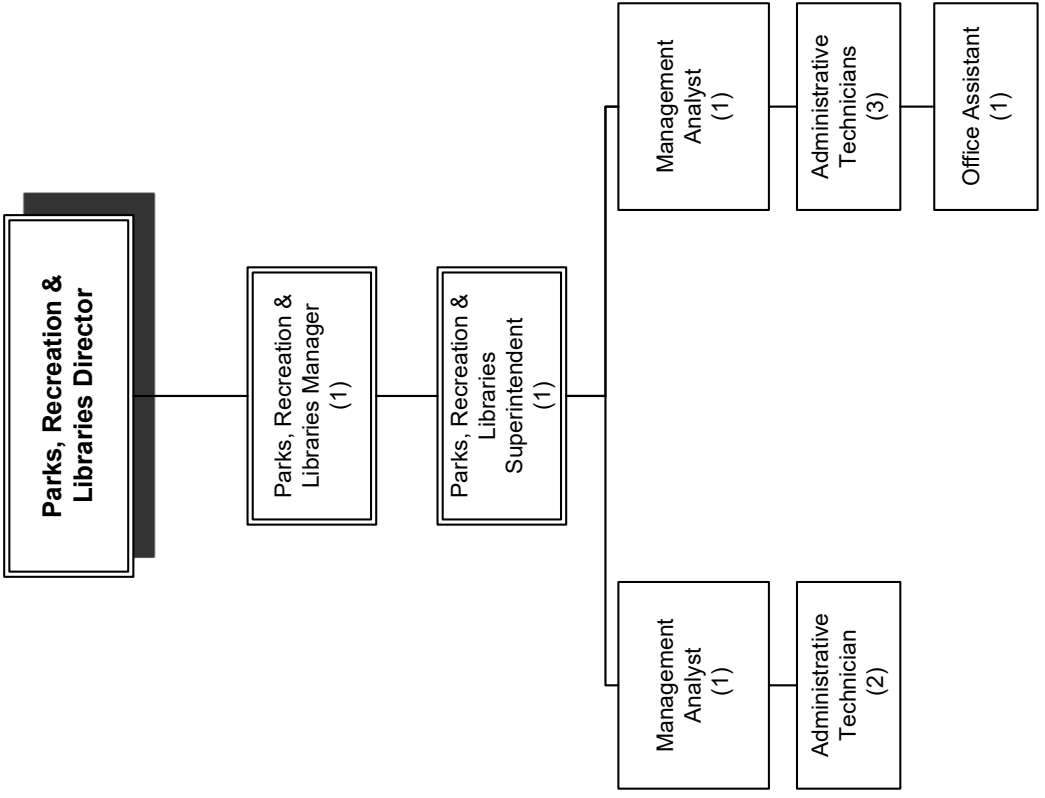 Parks, Recreation &
Libraries Director
Parks, Recreation &
Libraries Manager
(1)
Parks, Recreation &
Libraries
Superintendent
(1)
Management
Analyst
(1)
Administrative
Technician
(2)
Management
Analyst
(1)
Administrative
Technicians
(3)
Office Assistant
(1)